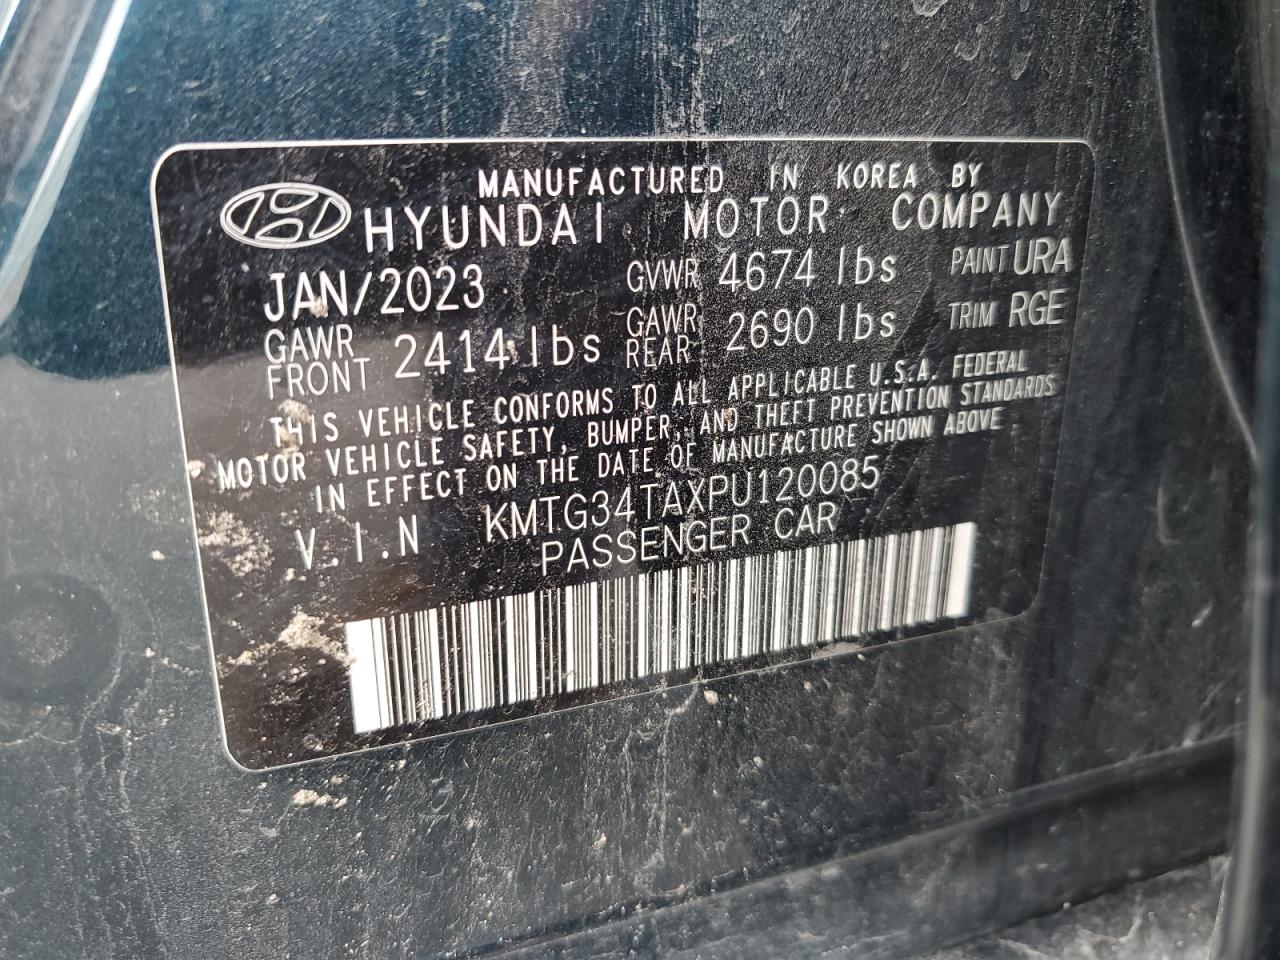 MANUFACTURED IN KOREA BY
HYUNDAI MOTOR COMPANY
JAN/2023 GVWR 4674 lbs PAINT URA
GAWR FRONT 2414 lbs GAWR REAR 2690 lbs TRIM RGE
THIS VEHICLE CONFORMS TO ALL APPLICABLE U.S.A. FEDERAL
MOTOR VEHICLE SAFETY, BUMPER, AND THEFT PREVENTION STANDARDS
IN EFFECT ON THE DATE OF MANUFACTURE SHOWN ABOVE
V.I.N KMTG34TAXPU120085
PASSENGER CAR